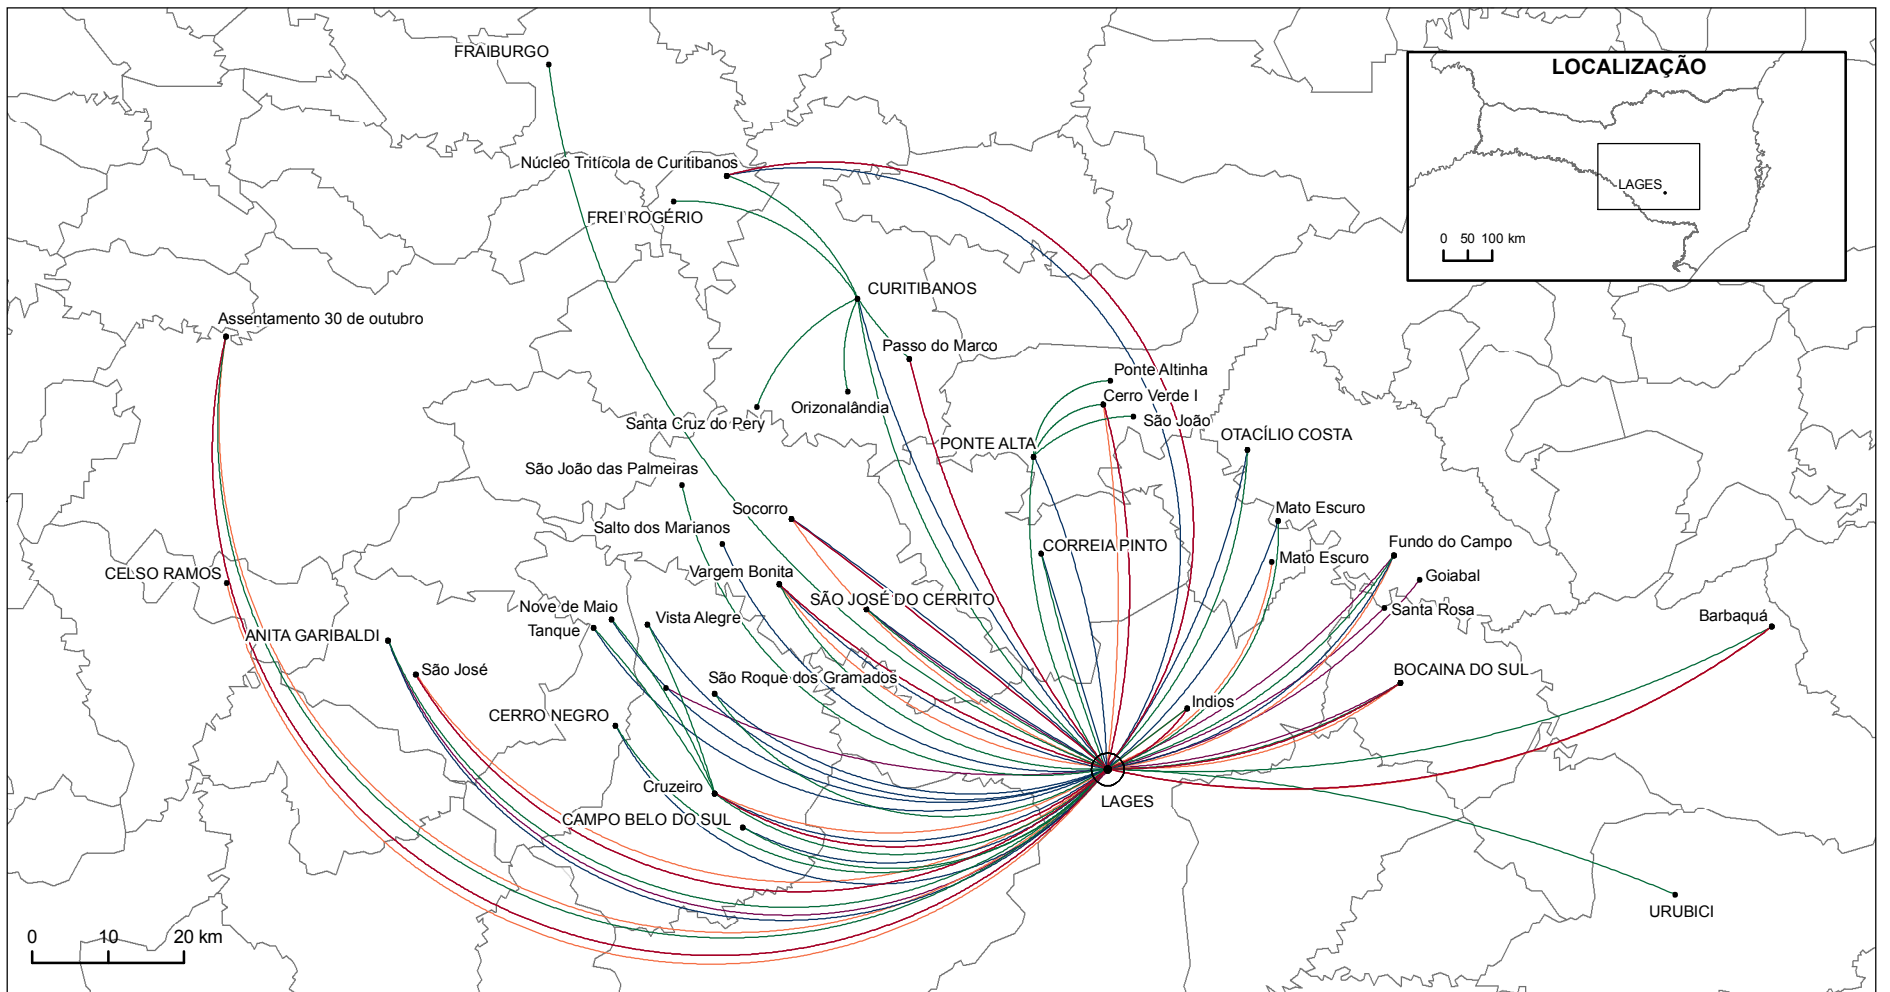 FRAIBURGO
LOCALIZAÇÃO
LAGES
0 50 100 km
Núcleo Tritícola de Curitibanos
FREI ROGÉRIO
CURITIBANOS
Assentamento 30 de outubro
Passo do Marco
Ponte Altinha
Cerro Verde I
Orizonalândia
São João
Santa Cruz do Pery
PONTE ALTA
OTACÍLIO COSTA
São João das Palmeiras
Socorro
Mato Escuro
Salto dos Marianos
CORREIA PINTO
Fundo do Campo
Mato Escuro
CELSO RAMOS
Vargem Bonita
Goiabal
SÃO JOSÉ DO CERRITO
Nove de Maio
Santa Rosa
Vista Alegre
Barbaquá
Tanque
ANITA GARIBALDI
São José
São Roque dos Gramados
BOCAINA DO SUL
Indios
CERRO NEGRO
Cruzeiro
LAGES
CAMPO BELO DO SUL
URUBICI
0 10 20 km